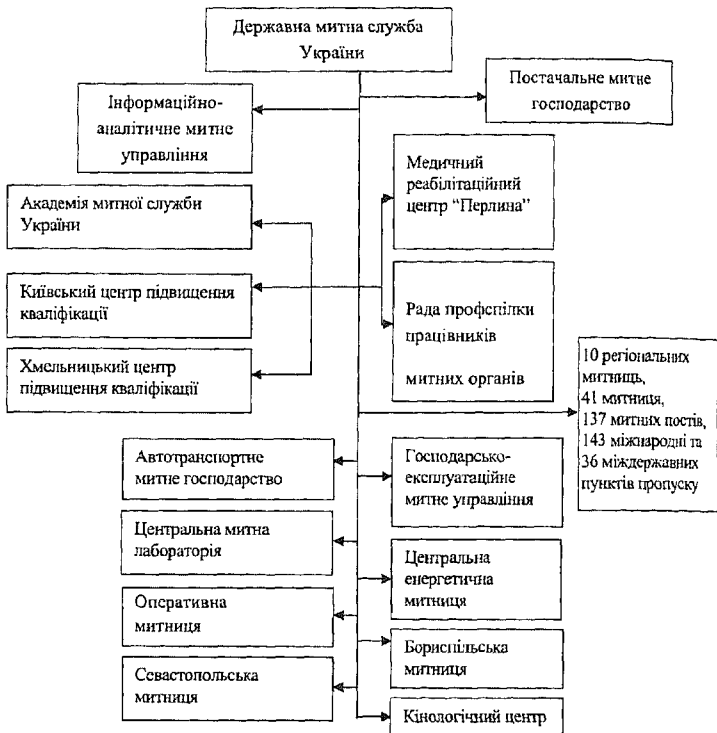 Державна митна служба
України
Постачальне митне
господарство
Інформаційно-
аналітичне митне
управління
Медичний
реабілітаційний
центр “Перлина”
Академія митної служби
України
Київський центр підвищення
кваліфікації
Рада профспілки
працівників
митних органів
Хмельницький центр
підвищення кваліфікації
10 регіональних
митниць,
41 митниця,
137 митних постів,
143 міжнародні та
36 міждержавних
пунктів пропуску
Автотранспортне
митне господарство
Господарсько-
експлуатаційне
митне управління
Центральна митна
лабораторія
Центральна
енергетична
митниця
Оперативна
митниця
Бориспільська
митниця
Севастопольська
митниця
Кінологічний центр